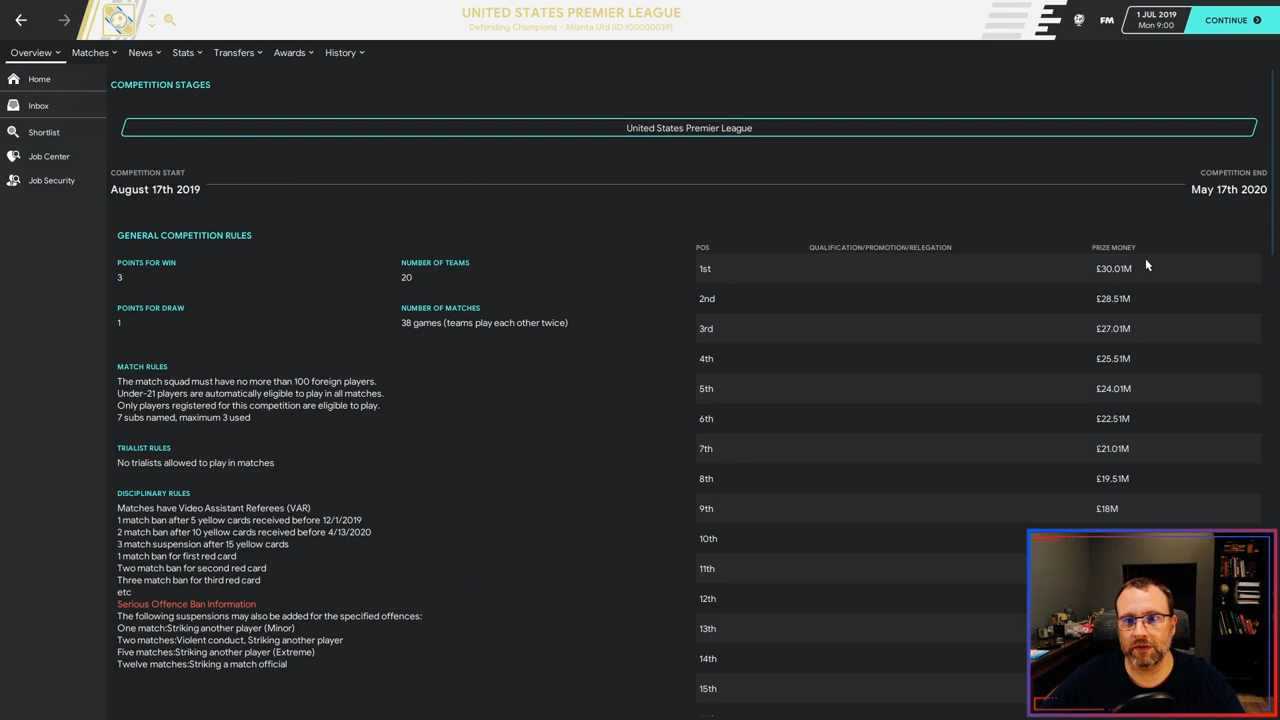 UNITED STATES PREMIER LEAGUE
Defending Champions - Atlanta Utd (ID:100000039)
FM
1 JUL 2019
Mon 9:00
CONTINUE
Overview Matches News Stats Transfers Awards History
Home
Inbox
Shortlist
Job Center
Job Security
COMPETITION STAGES
United States Premier League
COMPETITION START
August 17th 2019
COMPETITION END
May 17th 2020
GENERAL COMPETITION RULES
POINTS FOR WIN
3
NUMBER OF TEAMS
20
POINTS FOR DRAW
1
NUMBER OF MATCHES
38 games (teams play each other twice)
MATCH RULES
The match squad must have no more than 100 foreign players.
Under-21 players are automatically eligible to play in all matches.
Only players registered for this competition are eligible to play.
7 subs named, maximum 3 used
TRIALIST RULES
No trialists allowed to play in matches
DISCIPLINARY RULES
Matches have Video Assistant Referees (VAR)
1 match ban after 5 yellow cards received before 12/1/2019
2 match ban after 10 yellow cards received before 4/13/2020
3 match suspension after 15 yellow cards
1 match ban for first red card
Two match ban for second red card
Three match ban for third red card
etc
Serious Offence Ban Information
The following suspensions may also be added for the specified offences:
One match:Striking another player (Minor)
Two matches:Violent conduct, Striking another player
Five matches:Striking another player (Extreme)
Twelve matches:Striking a match official
POS QUALIFICATION/PROMOTION/RELEGATION PRIZE MONEY
1st £30.01M
2nd £28.51M
3rd £27.01M
4th £25.51M
5th £24.01M
6th £22.51M
7th £21.01M
8th £19.51M
9th £18M
10th
11th
12th
13th
14th
15th